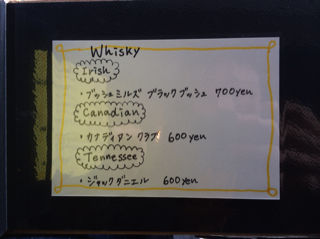 Whisky
Irish
・ブッシュミルズ ブラックブッシュ 700yen
Canadian
・カナディアン クラブ 600yen
Tennessee
・ジャックダニエル 600yen